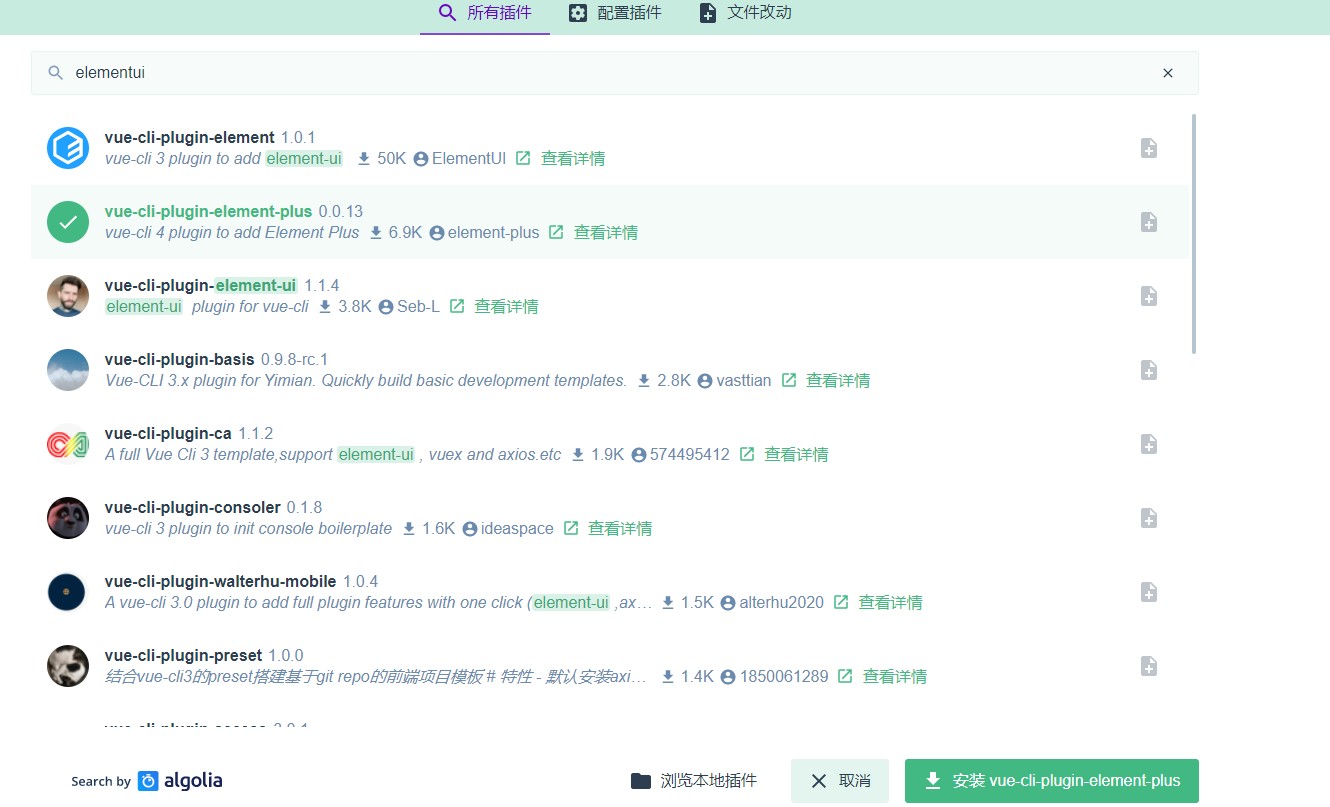 所有插件 配置插件 文件改动
elementui
vue-cli-plugin-element 1.0.1
vue-cli 3 plugin to add element-ui 50K ElementUI 查看详情
vue-cli-plugin-element-plus 0.0.13
vue-cli 4 plugin to add Element Plus 6.9K element-plus 查看详情
vue-cli-plugin-element-ui 1.1.4
element-ui plugin for vue-cli 3.8K Seb-L 查看详情
vue-cli-plugin-basis 0.9.8-rc.1
Vue-CLI 3.x plugin for Yimian. Quickly build basic development templates. 2.8K vasttian 查看详情
vue-cli-plugin-ca 1.1.2
A full Vue Cli 3 template,support element-ui , vuex and axios.etc 1.9K 574495412 查看详情
vue-cli-plugin-consoler 0.1.8
vue-cli 3 plugin to init console boilerplate 1.6K ideaspace 查看详情
vue-cli-plugin-walterhu-mobile 1.0.4
A vue-cli 3.0 plugin to add full plugin features with one click (element-ui ,ax… 1.5K alterhu2020 查看详情
vue-cli-plugin-preset 1.0.0
结合vue-cli3的preset搭建基于git repo的前端项目模板 # 特性 - 默认安装axi… 1.4K 1850061289 查看详情
Search by algolia 浏览本地插件 取消 安装 vue-cli-plugin-element-plus